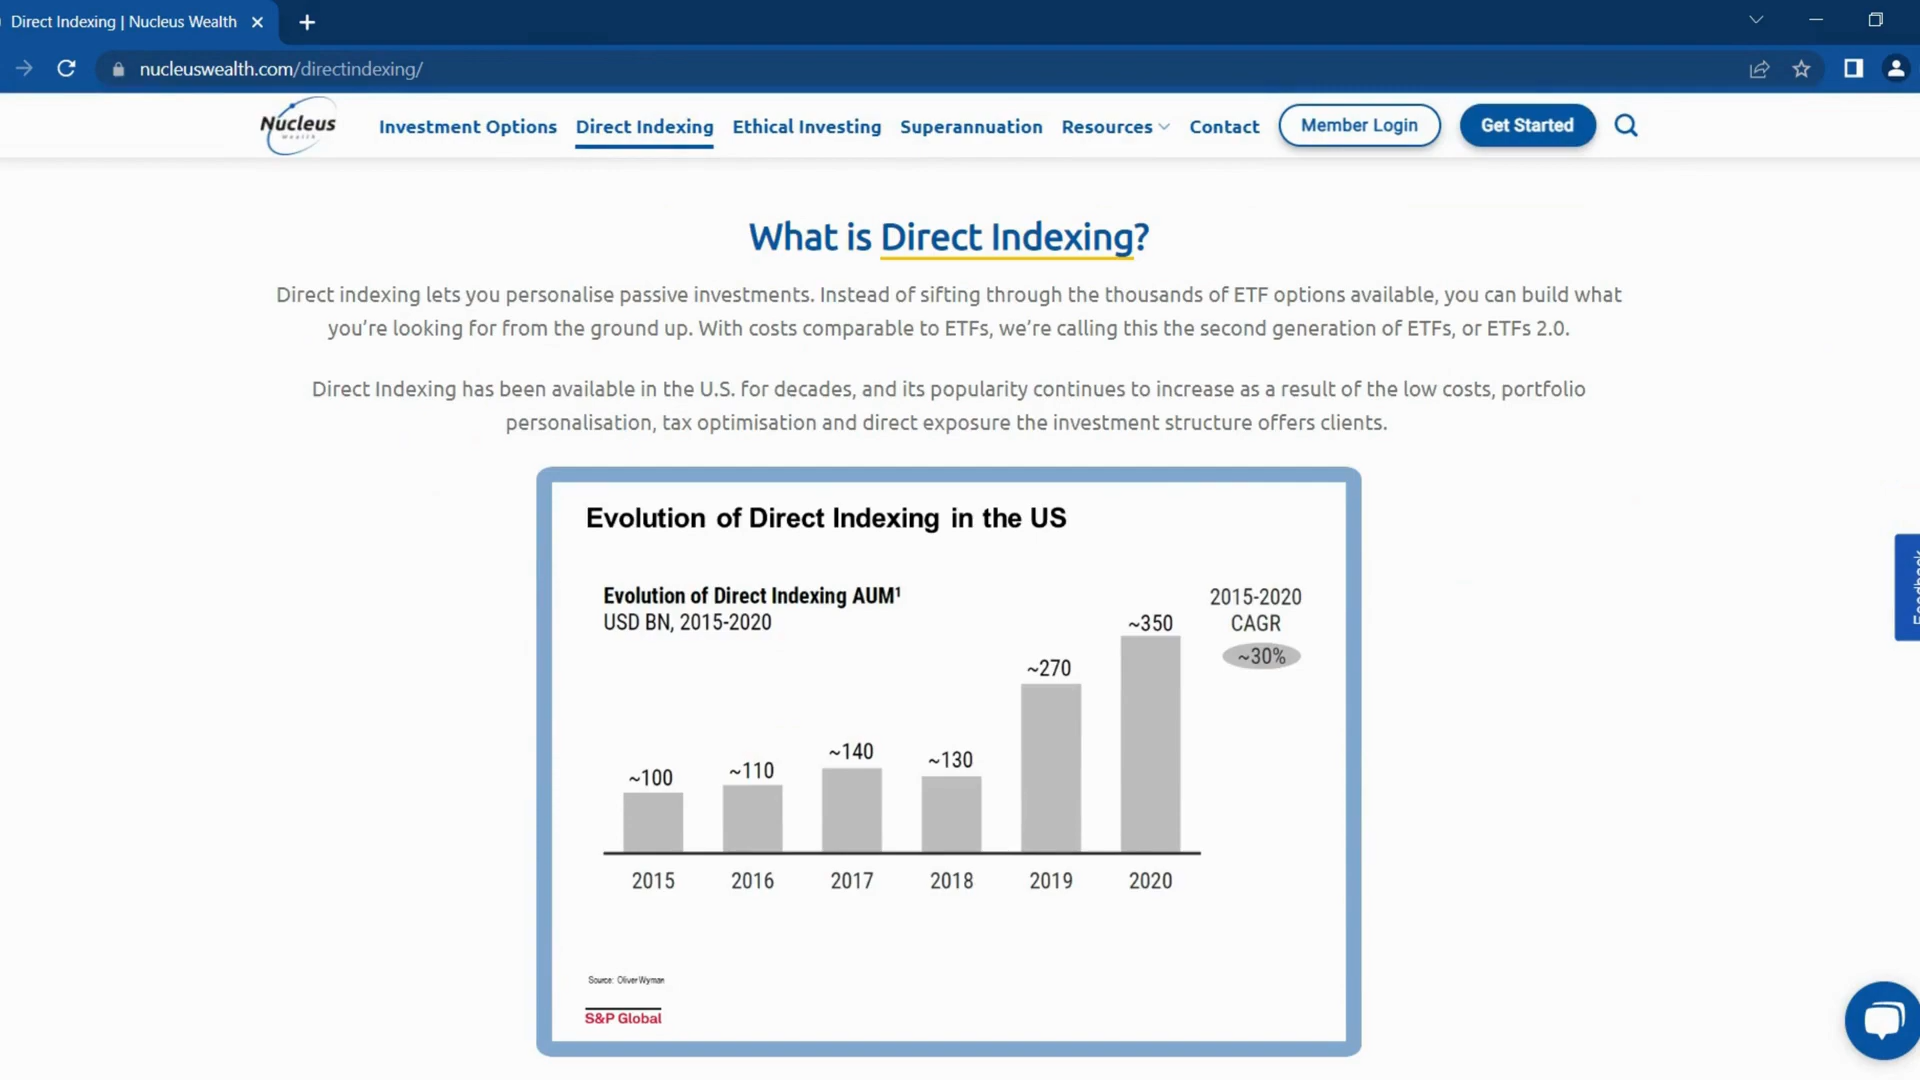 Direct Indexing | Nucleus Wealth
nucleuswealth.com/directindexing/
Nucleus
Wealth
Investment Options
Direct Indexing
Ethical Investing
Superannuation
Resources
Contact
Member Login
Get Started
What is Direct Indexing?
Direct indexing lets you personalise passive investments. Instead of sifting through the thousands of ETF options available, you can build what
you're looking for from the ground up. With costs comparable to ETFs, we're calling this the second generation of ETFs, or ETFs 2.0.
Direct Indexing has been available in the U.S. for decades, and its popularity continues to increase as a result of the low costs, portfolio
personalisation, tax optimisation and direct exposure the investment structure offers clients.
Evolution of Direct Indexing in the US
Evolution of Direct Indexing AUM¹
USD BN, 2015-2020
2015-2020
CAGR
~30%
~100
~110
~140
~130
~270
~350
2015
2016
2017
2018
2019
2020
Source: Oliver Wyman
S&P Global
Feedback